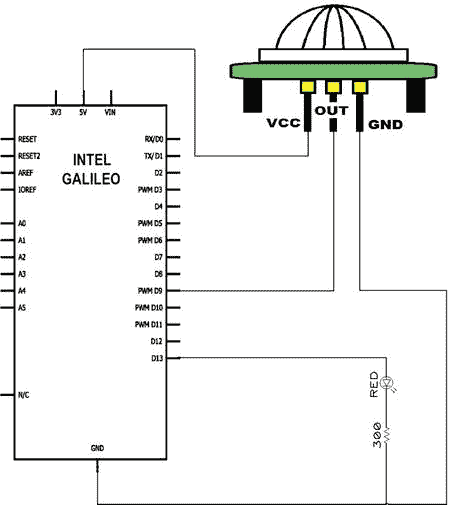 VCC
OUT
GND
3V3
5V
VIN
INTEL
GALILEO
RESET
RESET2
AREF
IOREF
A0
A1
A2
A3
A4
A5
N/C
RX/D0
TX/D1
D2
PWM D3
D4
PWM D5
PWM D6
D7
D8
PWM D9
PWM D10
PWM D11
D12
D13
GND
RED
300